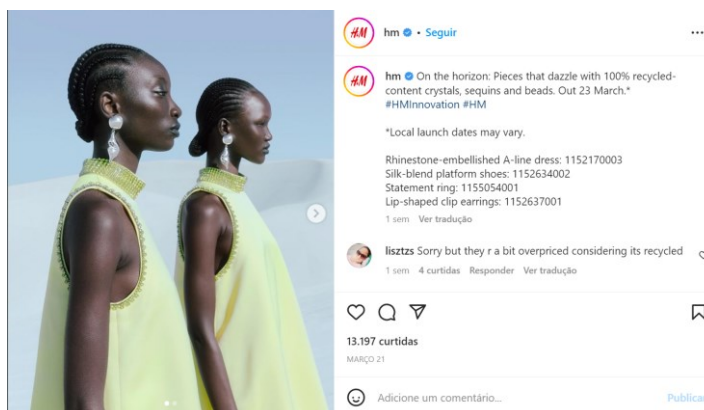 H&M hm • Seguir
H&M hm On the horizon: Pieces that dazzle with 100% recycled-
content crystals, sequins and beads. Out 23 March.*
#HMInnovation #HM
*Local launch dates may vary.
Rhinestone-embellished A-line dress: 1152170003
Silk-blend platform shoes: 1152634002
Statement ring: 1155054001
Lip-shaped clip earrings: 1152637001
1 sem Ver tradução
lisztzs Sorry but they r a bit overpriced considering its recycled
1 sem 4 curtidas Responder Ver tradução
13.197 curtidas
MARÇO 21
Adicione um comentário... Publicar